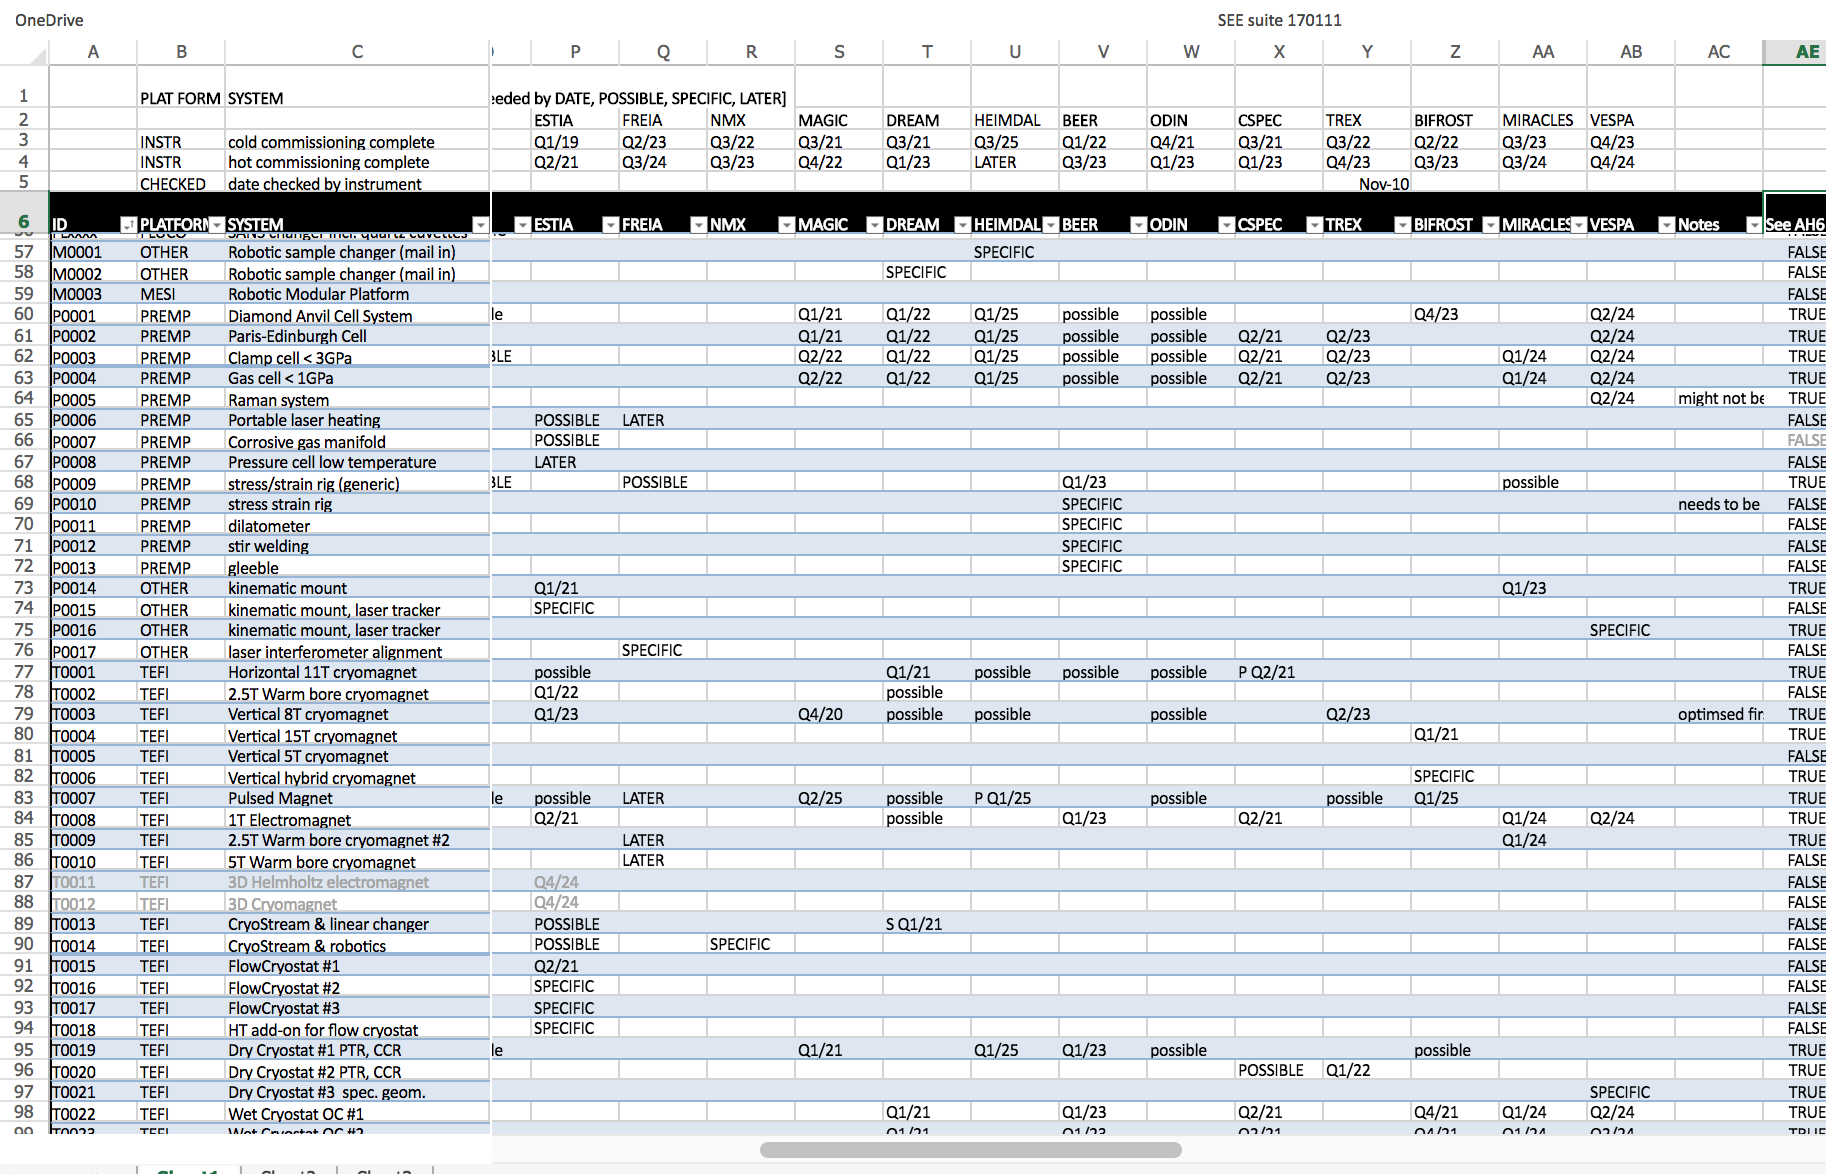 OneDrive SEE suite 170111
A B C P Q R S T U V W X Y Z AA AB AC AE
1 PLAT FORM SYSTEM eeded by DATE, POSSIBLE, SPECIFIC, LATER]
2 ESTIA FREIA NMX MAGIC DREAM HEIMDAL BEER ODIN CSPEC TREX BIFROST MIRACLES VESPA
3 INSTR cold commissioning complete Q1/19 Q2/23 Q3/22 Q3/21 Q3/21 Q3/25 Q1/22 Q4/21 Q3/21 Q3/22 Q2/22 Q3/23 Q4/23
4 INSTR hot commissioning complete Q2/21 Q3/24 Q3/23 Q4/22 Q1/23 LATER Q3/23 Q1/23 Q1/23 Q4/23 Q3/23 Q3/24 Q4/24
5 CHECKED date checked by instrument Nov-10
6 ID PLATFORM SYSTEM ESTIA FREIA NMX MAGIC DREAM HEIMDAL BEER ODIN CSPEC TREX BIFROST MIRACLES VESPA Notes See AH6
57 M0001 OTHER Robotic sample changer (mail in) SPECIFIC FALSE
58 M0002 OTHER Robotic sample changer (mail in) SPECIFIC FALSE
59 M0003 MESI Robotic Modular Platform FALSE
60 P0001 PREMP Diamond Anvil Cell System le Q1/21 Q1/22 Q1/25 possible possible Q4/23 Q2/24 TRUE
61 P0002 PREMP Paris-Edinburgh Cell Q1/21 Q1/22 Q1/25 possible possible Q2/21 Q2/23 Q2/24 TRUE
62 P0003 PREMP Clamp cell < 3GPa BLE Q2/22 Q1/22 Q1/25 possible possible Q2/21 Q2/23 Q1/24 Q2/24 TRUE
63 P0004 PREMP Gas cell < 1GPa Q2/22 Q1/22 Q1/25 possible possible Q2/21 Q2/23 Q1/24 Q2/24 TRUE
64 P0005 PREMP Raman system Q2/24 might not be TRUE
65 P0006 PREMP Portable laser heating POSSIBLE LATER FALSE
66 P0007 PREMP Corrosive gas manifold POSSIBLE FALSE
67 P0008 PREMP Pressure cell low temperature LATER FALSE
68 P0009 PREMP stress/strain rig (generic) BLE POSSIBLE Q1/23 possible TRUE
69 P0010 PREMP stress strain rig SPECIFIC needs to be FALSE
70 P0011 PREMP dilatometer SPECIFIC FALSE
71 P0012 PREMP stir welding SPECIFIC FALSE
72 P0013 PREMP gleeble SPECIFIC FALSE
73 P0014 OTHER kinematic mount Q1/21 Q1/23 TRUE
74 P0015 OTHER kinematic mount, laser tracker SPECIFIC FALSE
75 P0016 OTHER kinematic mount, laser tracker SPECIFIC TRUE
76 P0017 OTHER laser interferometer alignment SPECIFIC FALSE
77 T0001 TEFI Horizontal 11T cryomagnet possible Q1/21 possible possible possible P Q2/21 TRUE
78 T0002 TEFI 2.5T Warm bore cryomagnet Q1/22 possible FALSE
79 T0003 TEFI Vertical 8T cryomagnet Q1/23 Q4/20 possible possible possible Q2/23 optimsed fir TRUE
80 T0004 TEFI Vertical 15T cryomagnet Q1/21 TRUE
81 T0005 TEFI Vertical 5T cryomagnet FALSE
82 T0006 TEFI Vertical hybrid cryomagnet SPECIFIC TRUE
83 T0007 TEFI Pulsed Magnet le possible LATER Q2/25 possible P Q1/25 possible possible Q1/25 TRUE
84 T0008 TEFI 1T Electromagnet Q2/21 possible Q1/23 Q2/21 Q1/24 Q2/24 TRUE
85 T0009 TEFI 2.5T Warm bore cryomagnet #2 LATER Q1/24 TRUE
86 T0010 TEFI 5T Warm bore cryomagnet LATER FALSE
87 T0011 TEFI 3D Helmholtz electromagnet Q4/24 FALSE
88 T0012 TEFI 3D Cryomagnet Q4/24 FALSE
89 T0013 TEFI CryoStream & linear changer POSSIBLE S Q1/21 FALSE
90 T0014 TEFI CryoStream & robotics POSSIBLE SPECIFIC FALSE
91 T0015 TEFI FlowCryostat #1 Q2/21 FALSE
92 T0016 TEFI FlowCryostat #2 SPECIFIC FALSE
93 T0017 TEFI FlowCryostat #3 SPECIFIC FALSE
94 T0018 TEFI HT add-on for flow cryostat SPECIFIC FALSE
95 T0019 TEFI Dry Cryostat #1 PTR, CCR le Q1/21 Q1/25 Q1/23 possible possible TRUE
96 T0020 TEFI Dry Cryostat #2 PTR, CCR POSSIBLE Q1/22 TRUE
97 T0021 TEFI Dry Cryostat #3 spec. geom. SPECIFIC TRUE
98 T0022 TEFI Wet Cryostat OC #1 Q1/21 Q1/23 Q2/21 Q4/21 Q1/24 Q2/24 TRUE
99 T0023 TEFI Wet Cryostat OC #2 Q1/21 Q1/23 Q2/21 Q4/21 Q1/24 Q2/24 TRUE